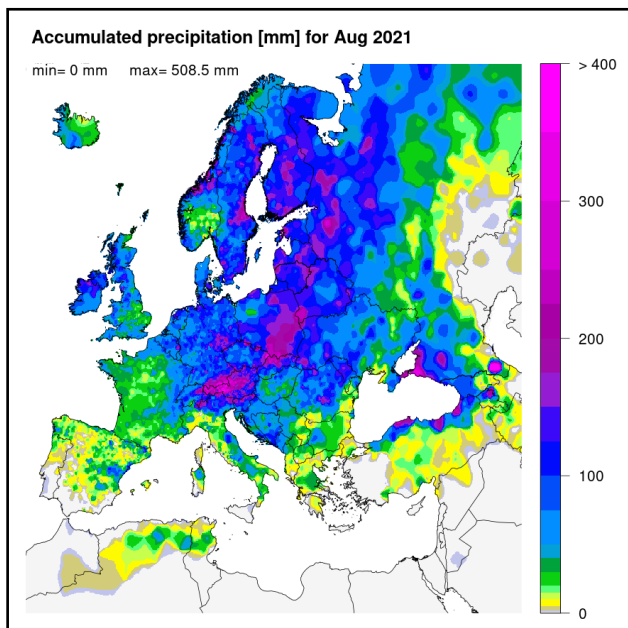 Accumulated precipitation [mm] for Aug 2021
min= 0 mm max= 508.5 mm
> 400
300
200
100
0